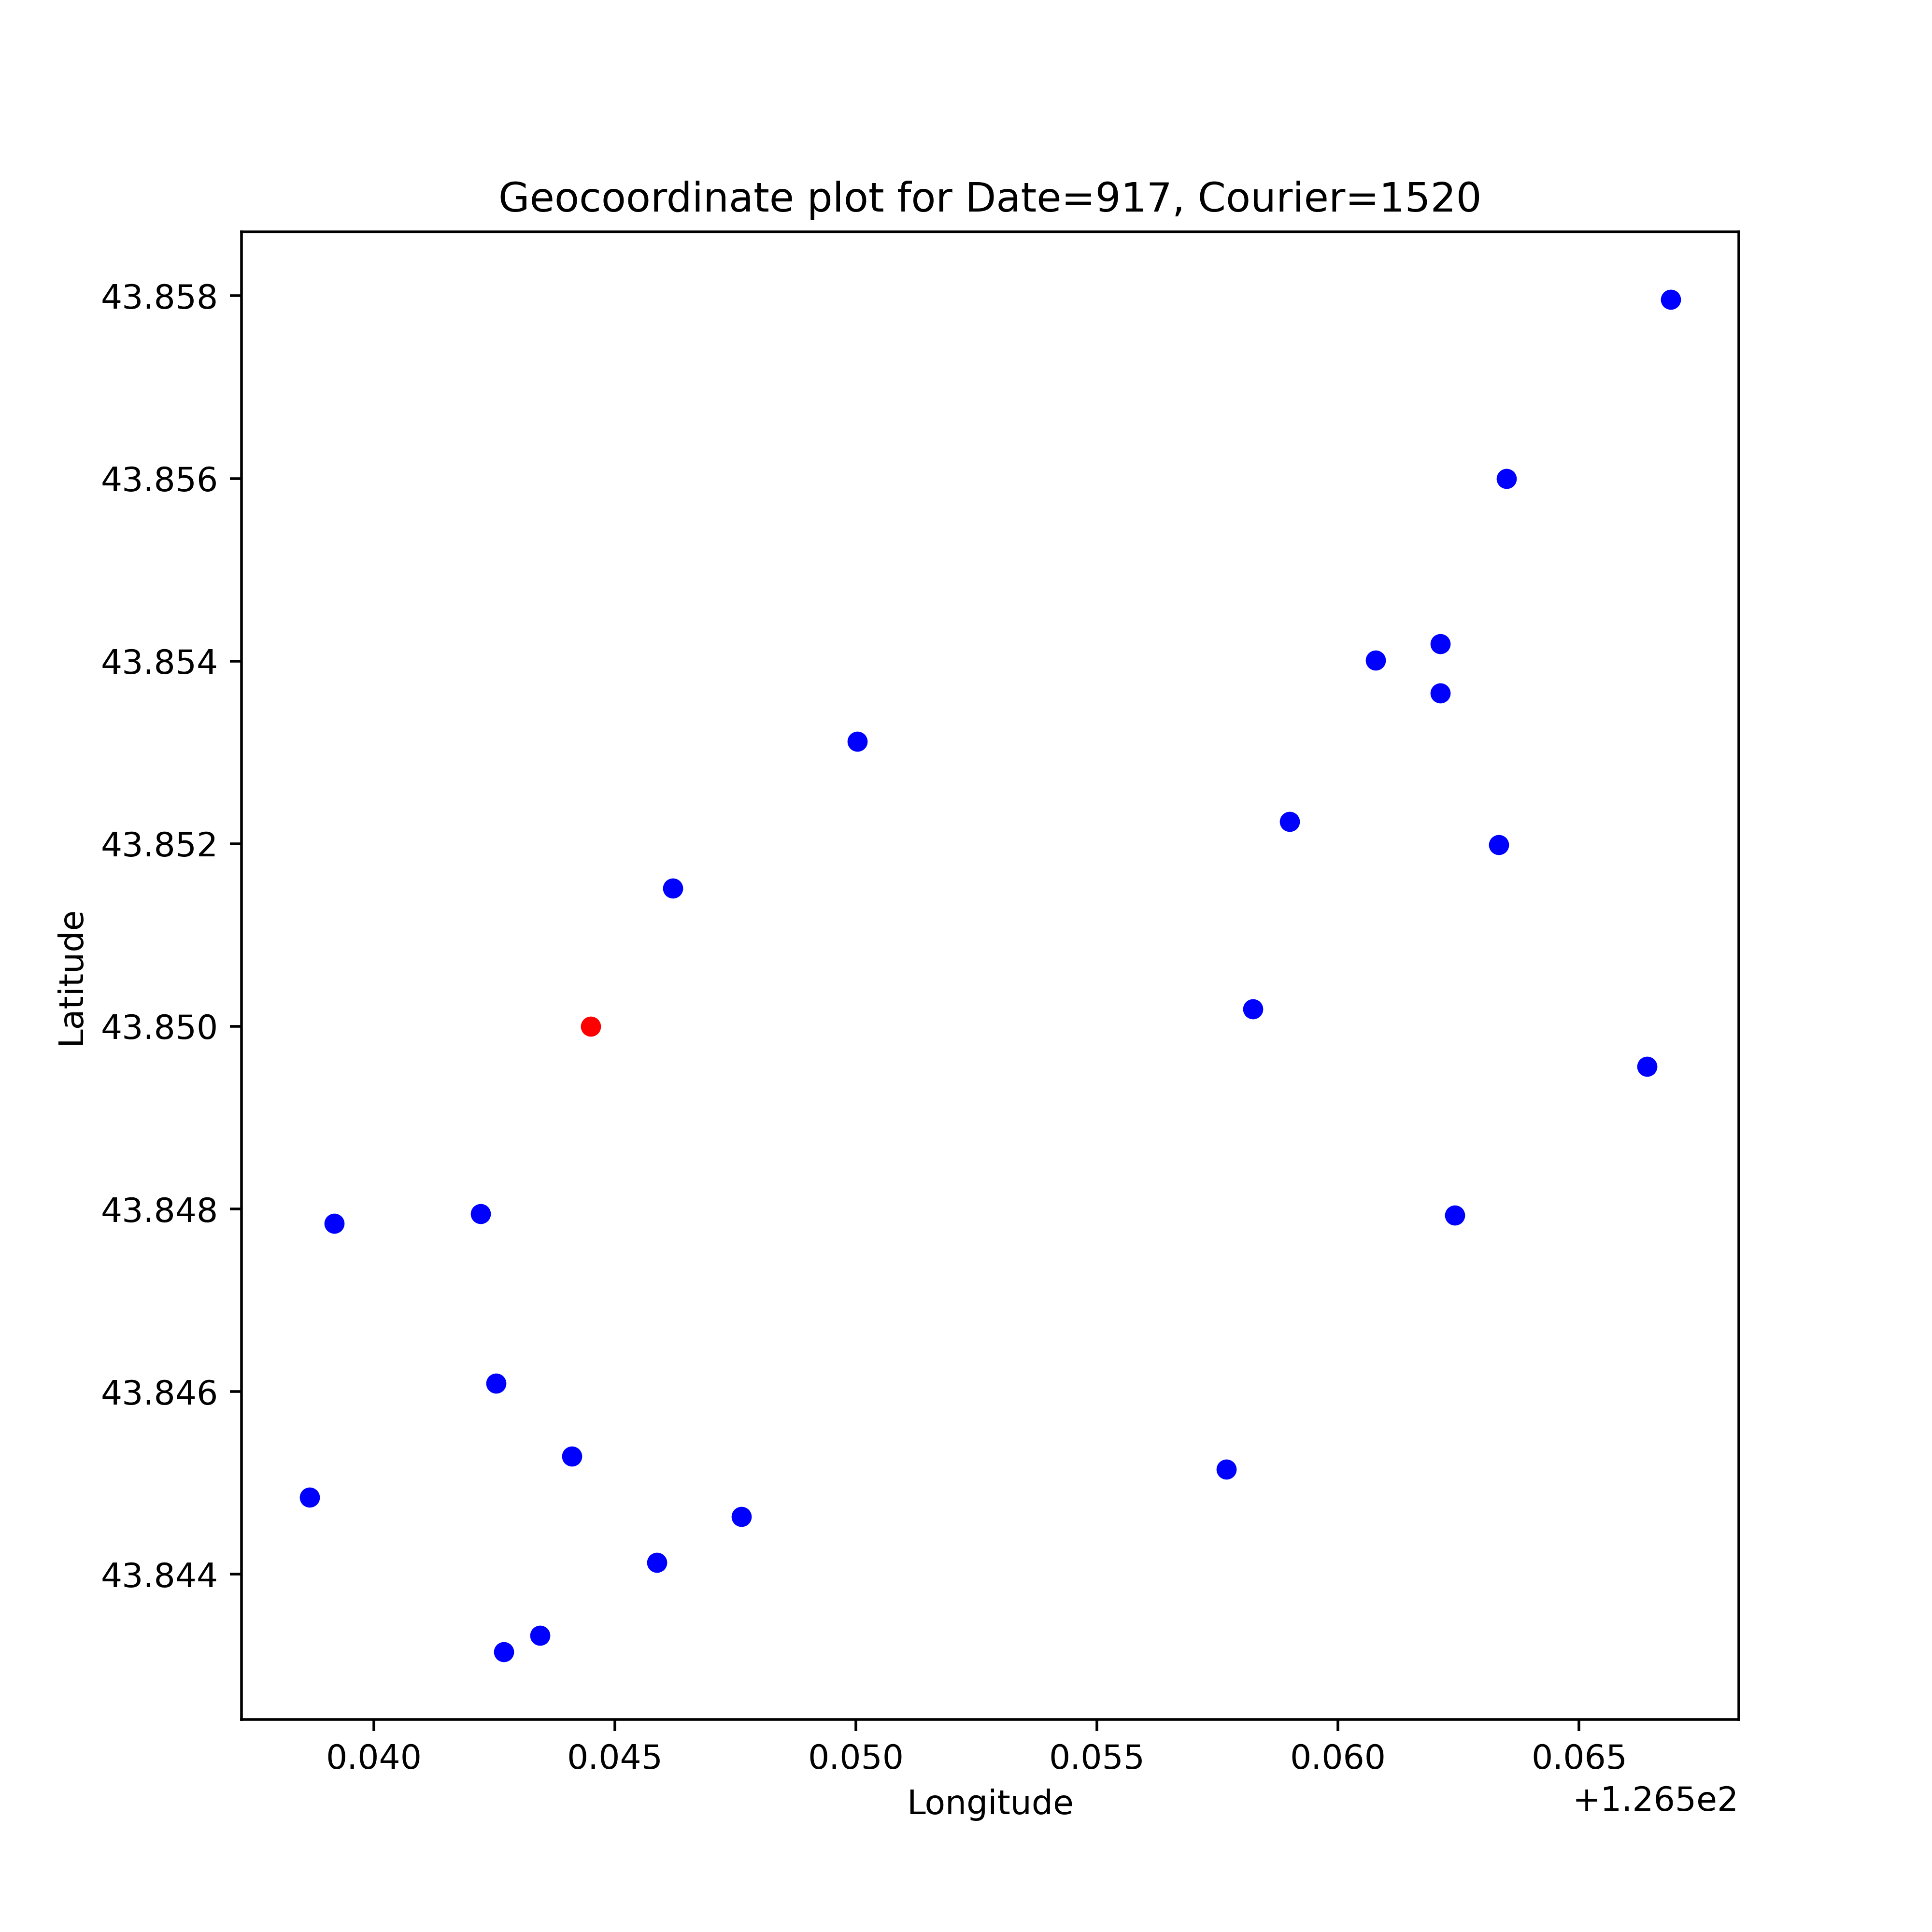 Geocoordinate plot for Date=917, Courier=1520
43.858
43.856
43.854
43.852
43.850
43.848
43.846
43.844
Latitude
0.040 0.045 0.050 0.055 0.060 0.065
Longitude
+1.265e2